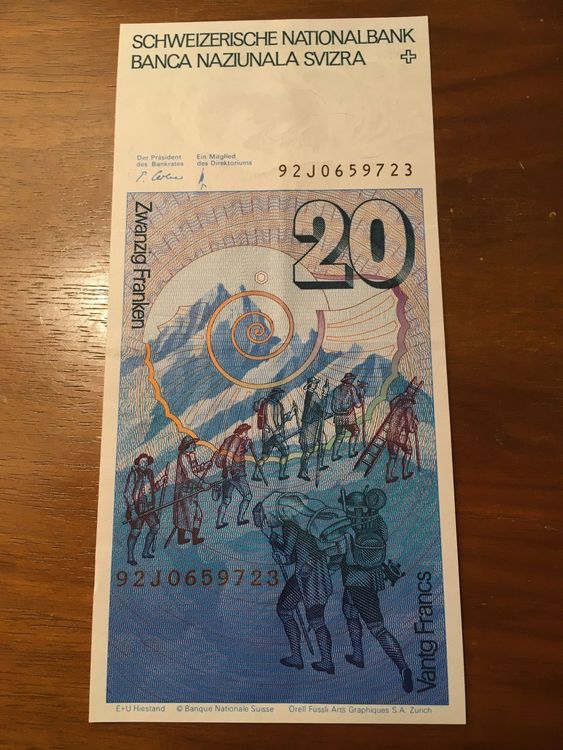 SCHWEIZERISCHE NATIONALBANK
BANCA NAZIUNALA SVIZRA
Der Präsident
des Bankrates
Ein Mitglied
des Direktoriums
92J0659723
20
Zwanzig Franken
92J0659723
Vantg Francs
E+U Hiestand © Banque Nationale Suisse Orell Füssli Arts Graphiques S.A. Zurich